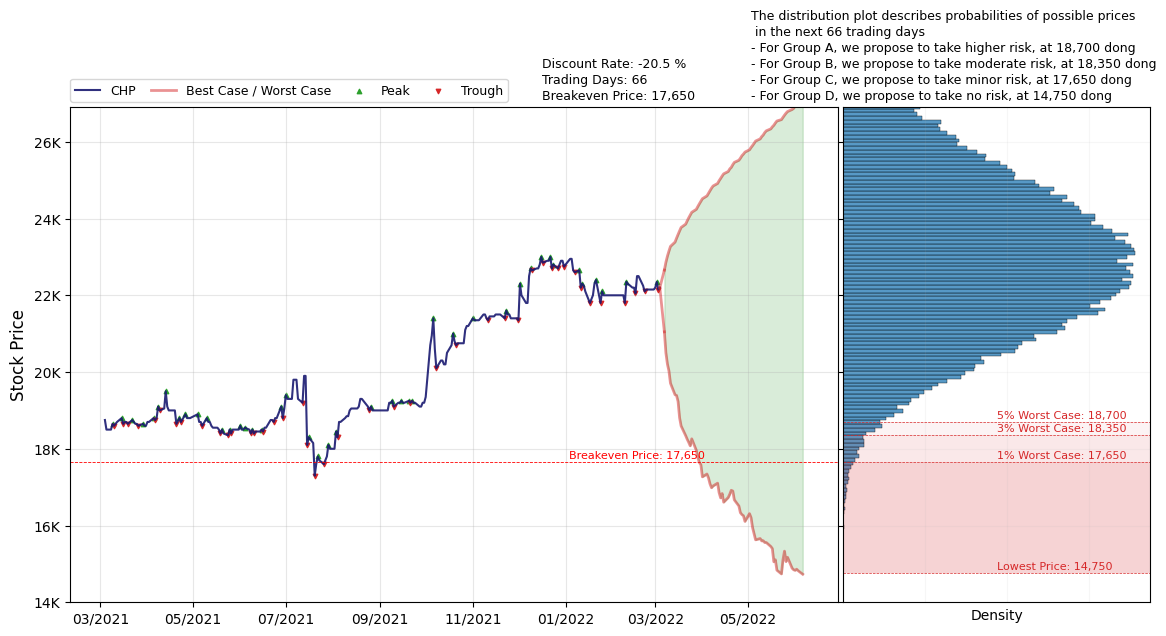 The distribution plot describes probabilities of possible prices
in the next 66 trading days
- For Group A, we propose to take higher risk, at 18,700 dong
- For Group B, we propose to take moderate risk, at 18,350 dong
- For Group C, we propose to take minor risk, at 17,650 dong
- For Group D, we propose to take no risk, at 14,750 dong
Discount Rate: -20.5 %
Trading Days: 66
Breakeven Price: 17,650
CHP
Best Case / Worst Case
Peak
Trough
Stock Price
26K
24K
22K
20K
18K
16K
14K
Breakeven Price: 17,650
03/2021
05/2021
07/2021
09/2021
11/2021
01/2022
03/2022
05/2022
5% Worst Case: 18,700
3% Worst Case: 18,350
1% Worst Case: 17,650
Lowest Price: 14,750
Density